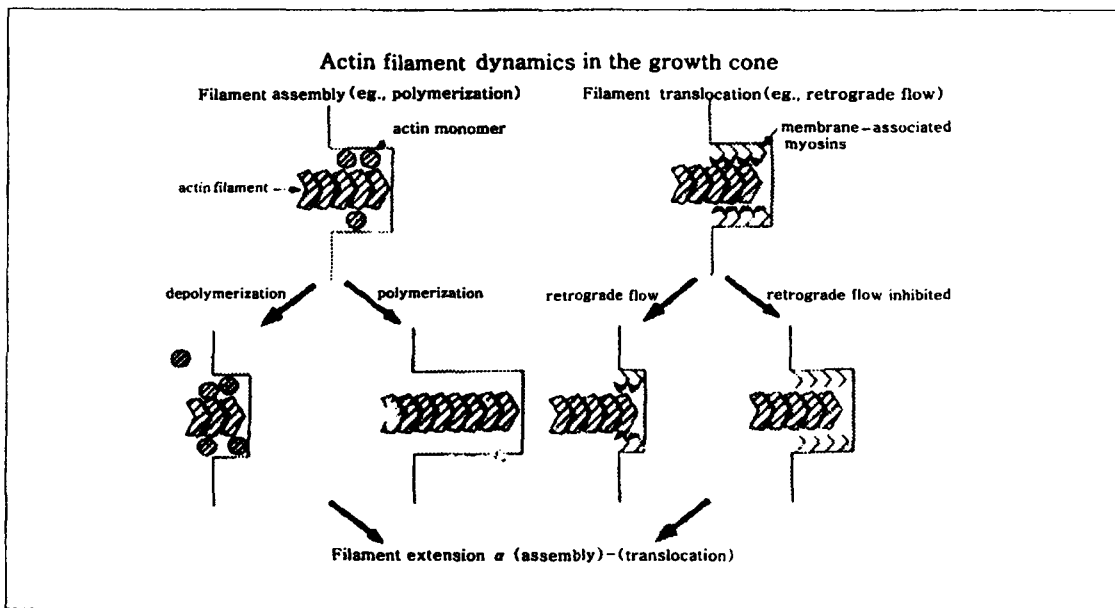 Actin filament dynamics in the growth cone
Filament assembly (eg., polymerization)
Filament translocation (eg., retrograde flow)
actin monomer
membrane-associated
myosins
actin filament
depolymerization
polymerization
retrograde flow
retrograde flow inhibited
Filament extension α (assembly)-(translocation)